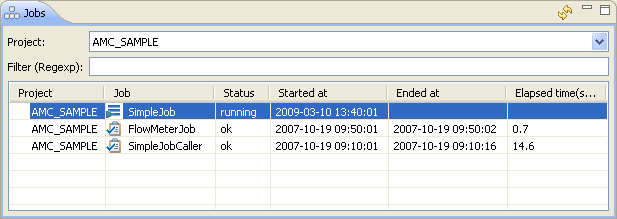 Jobs
Project: AMC_SAMPLE
Filter (Regexp):
Project Job Status Started at Ended at Elapsed time(s...
AMC_SAMPLE SimpleJob running 2009-03-10 13:40:01
AMC_SAMPLE FlowMeterJob ok 2007-10-19 09:50:01 2007-10-19 09:50:02 0.7
AMC_SAMPLE SimpleJobCaller ok 2007-10-19 09:10:01 2007-10-19 09:10:16 14.6